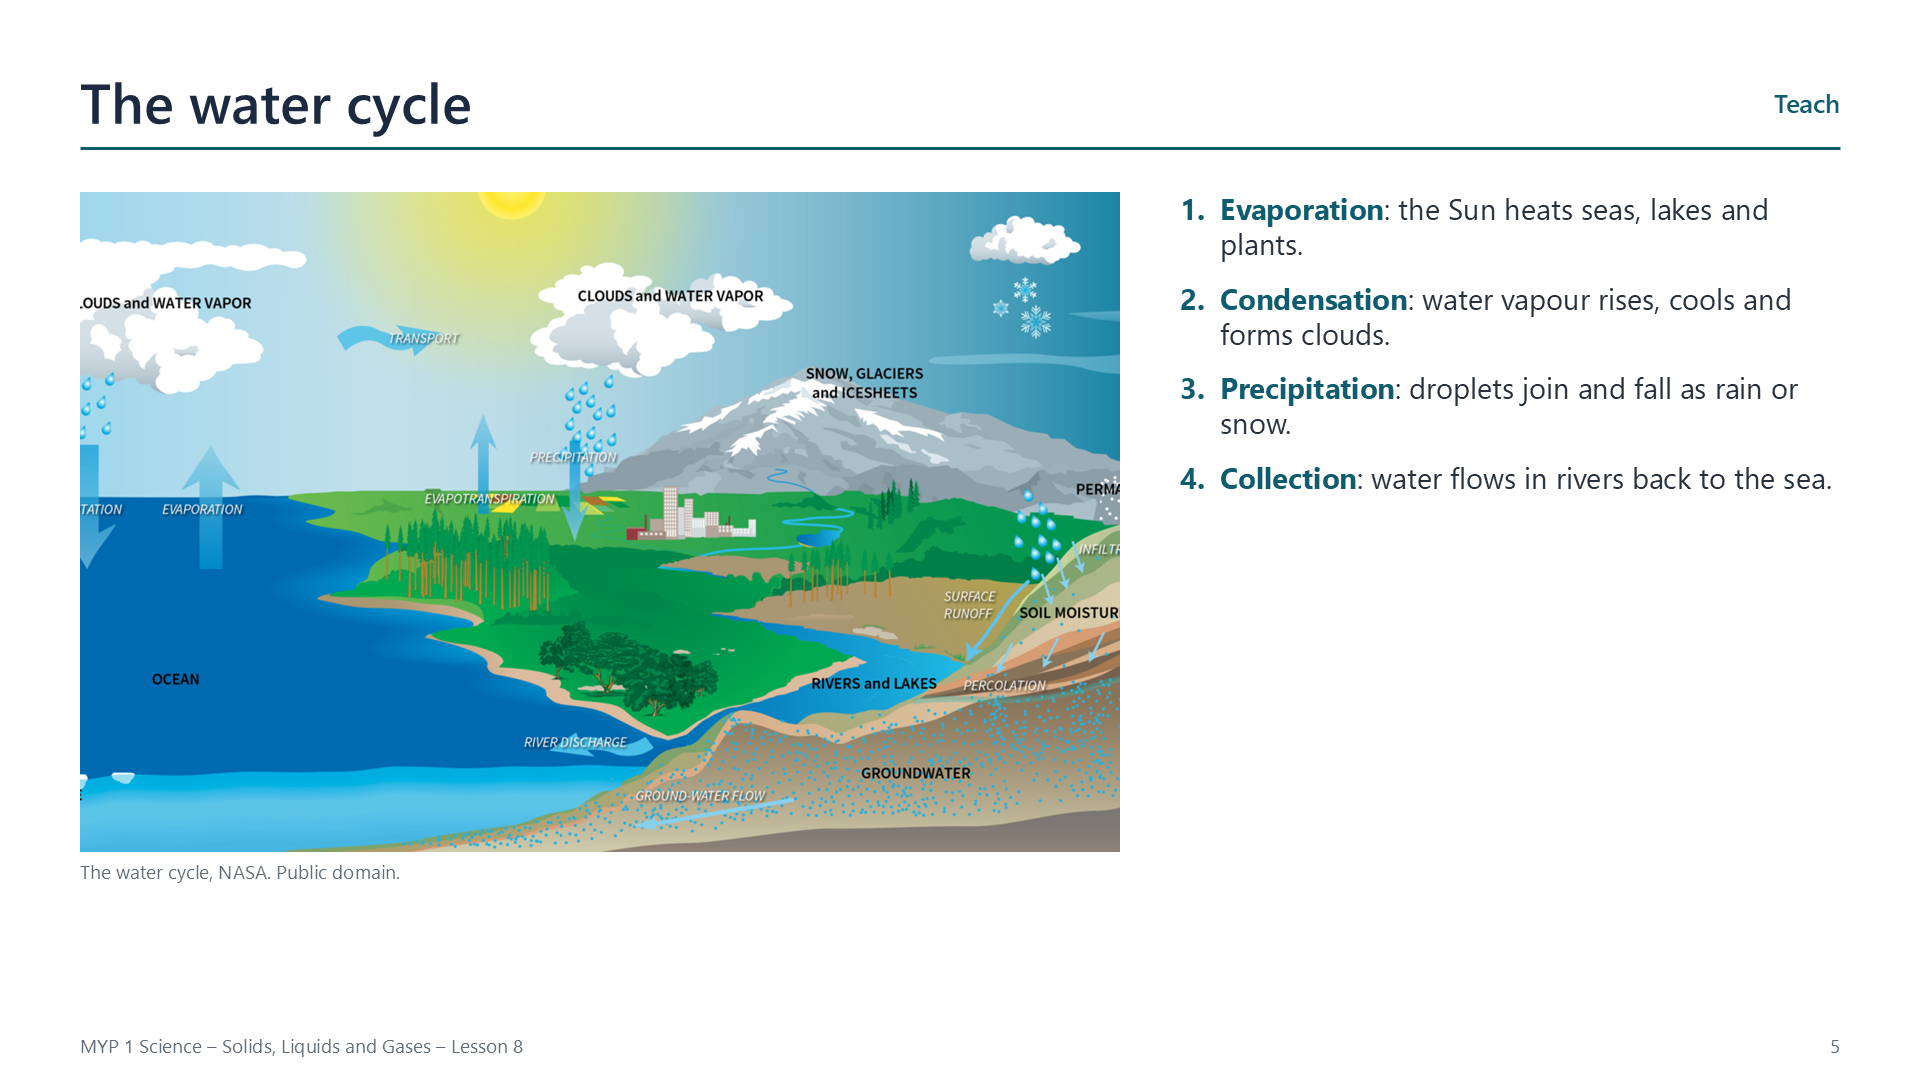 The water cycle
Teach
LOUDS and WATER VAPOR
CLOUDS and WATER VAPOR
TRANSPORT
SNOW, GLACIERS
and ICESHEETS
PRECIPITATION
EVAPOTRANSPIRATION
TATION
EVAPORATION
PERMA
INFILTR
SURFACE
RUNOFF
SOIL MOISTUR
OCEAN
RIVERS and LAKES
PERCOLATION
RIVER DISCHARGE
GROUNDWATER
GROUND-WATER FLOW
The water cycle, NASA. Public domain.
1. Evaporation: the Sun heats seas, lakes and
plants.
2. Condensation: water vapour rises, cools and
forms clouds.
3. Precipitation: droplets join and fall as rain or
snow.
4. Collection: water flows in rivers back to the sea.
MYP 1 Science – Solids, Liquids and Gases – Lesson 8
5